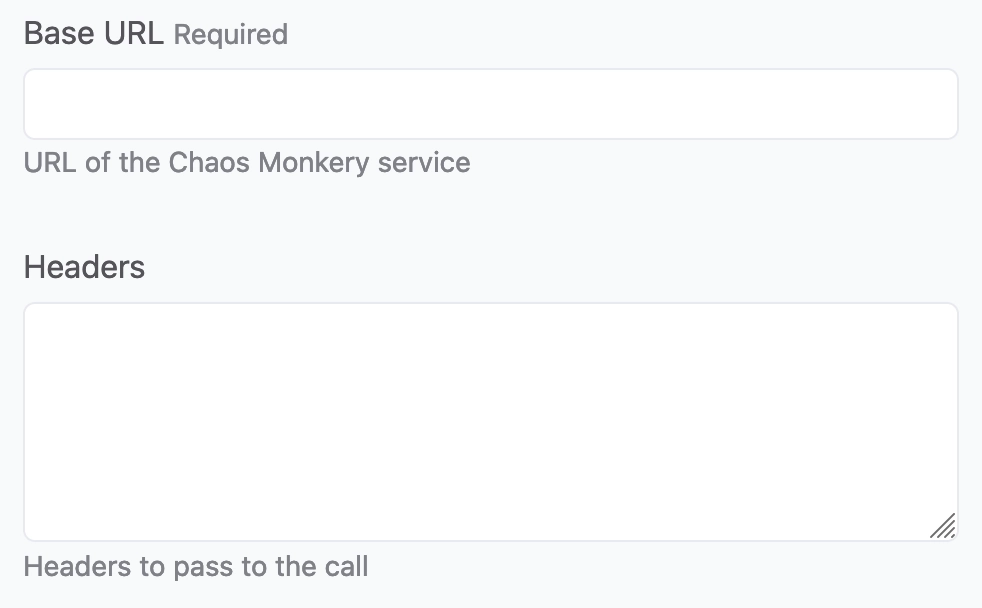 Base URL Required
URL of the Chaos Monkery service
Headers
Headers to pass to the call